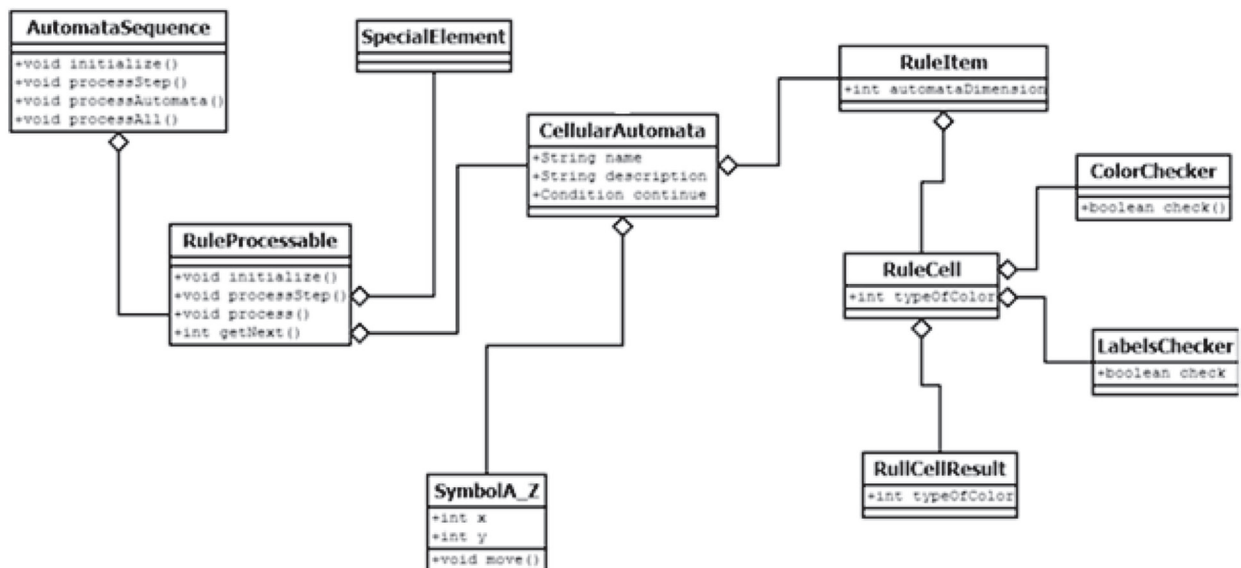 AutomataSequence
+void initialize()
+void processStep()
+void processAutomata()
+void processAll()
SpecialElement
RuleProcessable
+void initialize()
+void processStep()
+void process()
+int getNext()
CellularAutomata
+String name
+String description
+Condition continue
SymbolA_Z
+int x
+int y
+void move()
RuleItem
+int automataDimension
RuleCell
+int typeOfColor
ColorChecker
+boolean check()
LabelsChecker
+boolean check
RullCellResult
+int typeOfColor